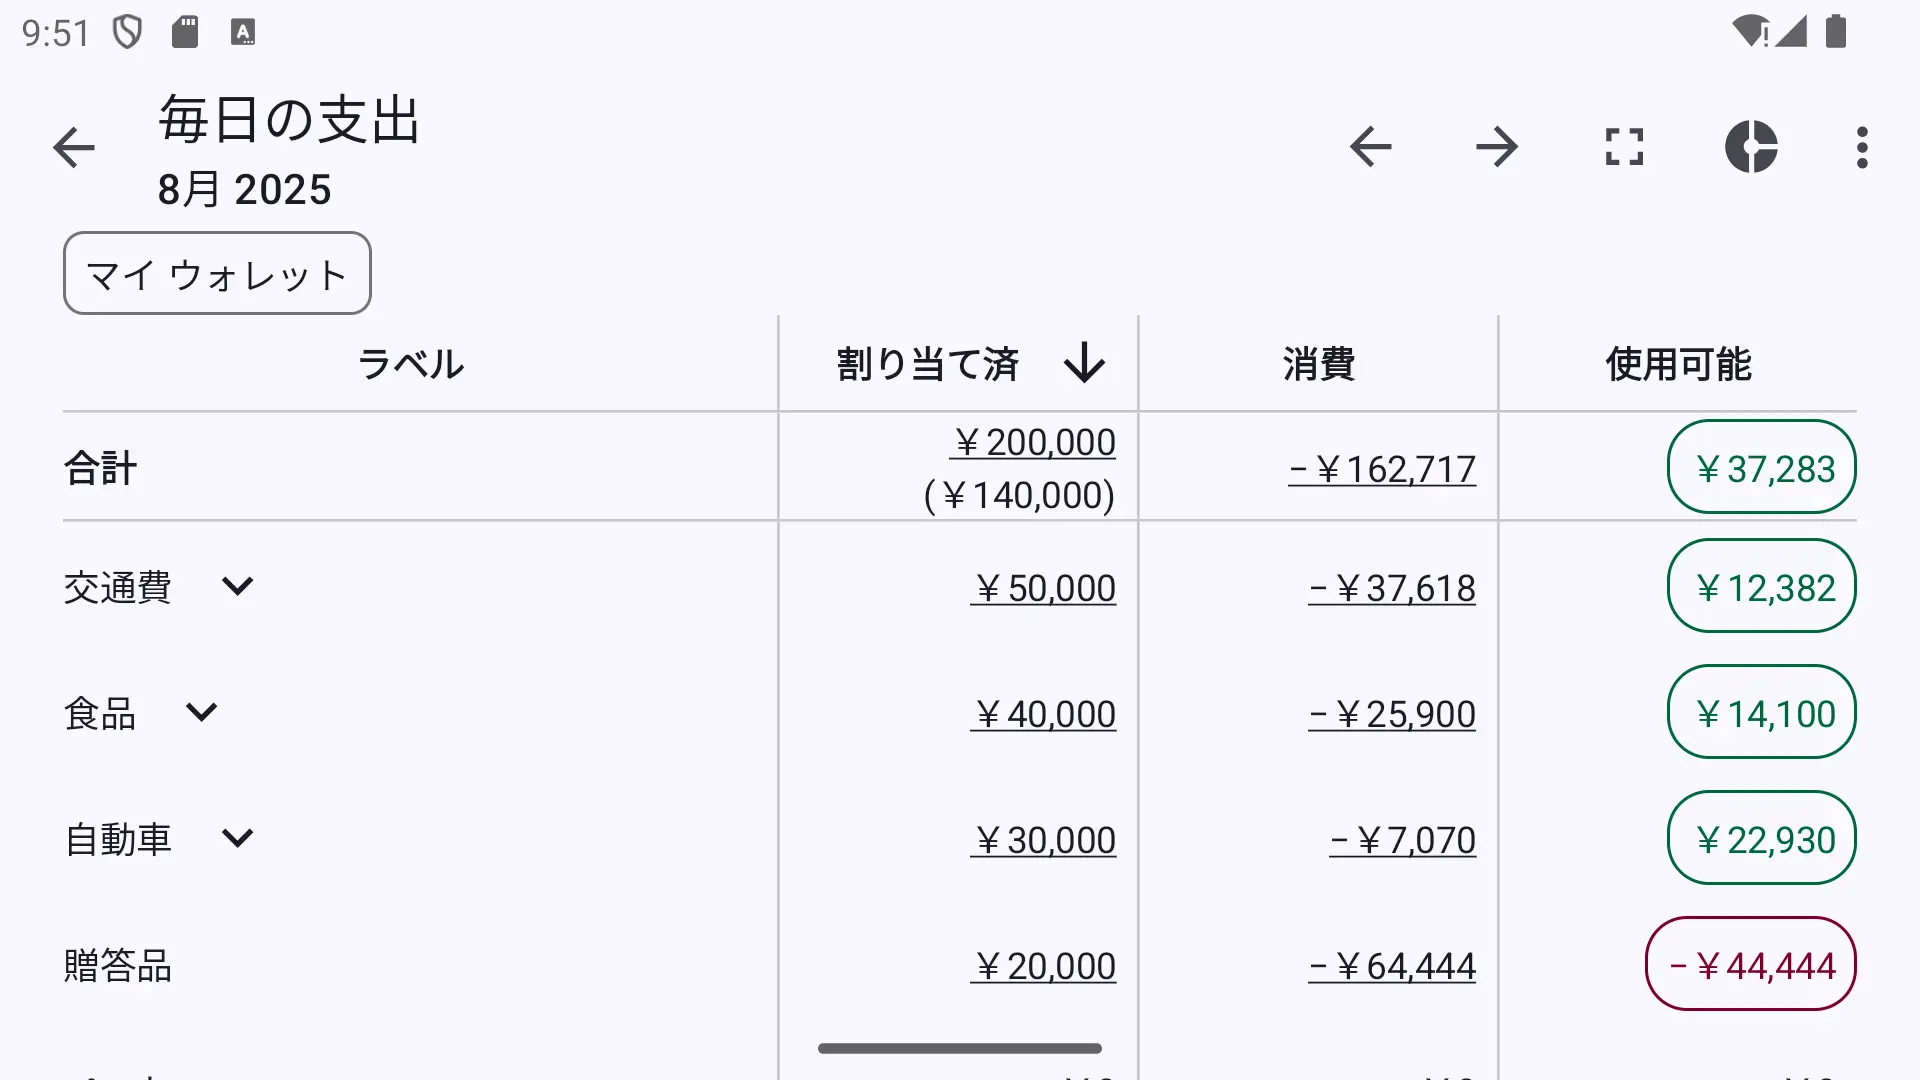 9:51
毎日の支出
8月 2025
マイ ウォレット
ラベル 割り当て済 消費 使用可能
合計 ￥200,000 (￥140,000) −￥162,717 ￥37,283
交通費 ￥50,000 −￥37,618 ￥12,382
食品 ￥40,000 −￥25,900 ￥14,100
自動車 ￥30,000 −￥7,070 ￥22,930
贈答品 ￥20,000 −￥64,444 −￥44,444